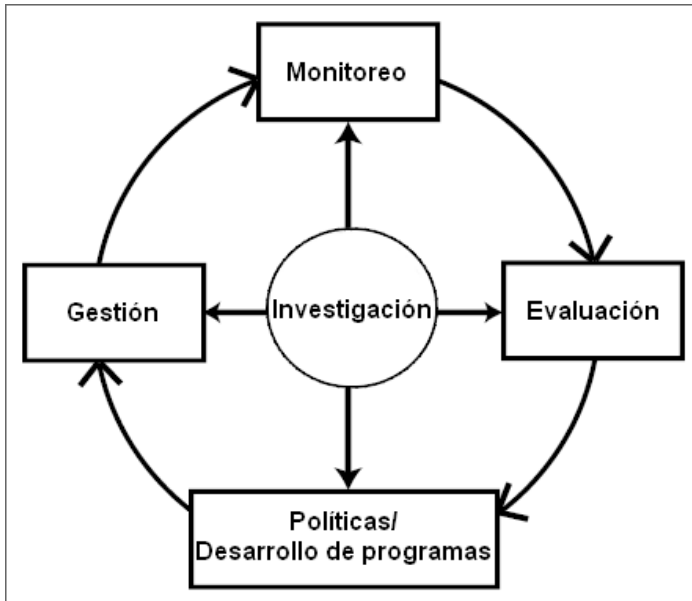 Monitoreo
Gestión
Investigación
Evaluación
Políticas/
Desarrollo de programas